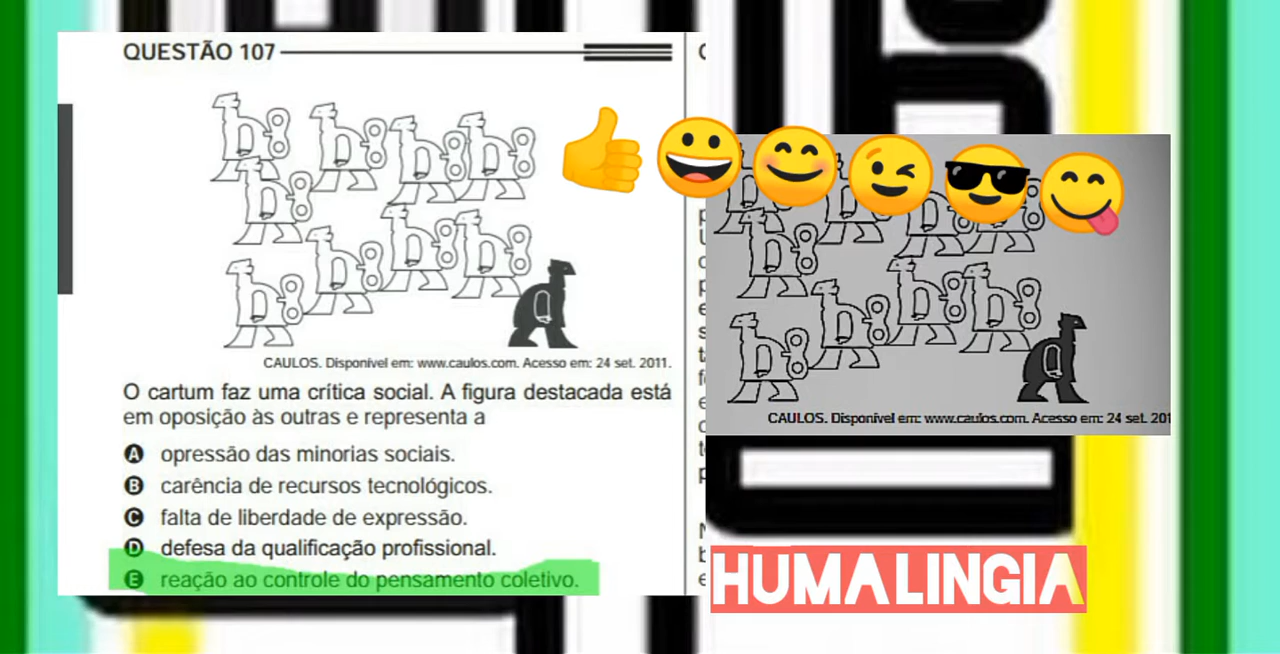 QUESTÃO 107
CAULOS. Disponível em: www.caulos.com. Acesso em: 24 set. 2011.
O cartum faz uma crítica social. A figura destacada está
em oposição às outras e representa a
A opressão das minorias sociais.
B carência de recursos tecnológicos.
C falta de liberdade de expressão.
D defesa da qualificação profissional.
E reação ao controle do pensamento coletivo.
CAULOS. Disponível em: www.caulos.com. Acesso em: 24 set. 201
HUMALINGIA